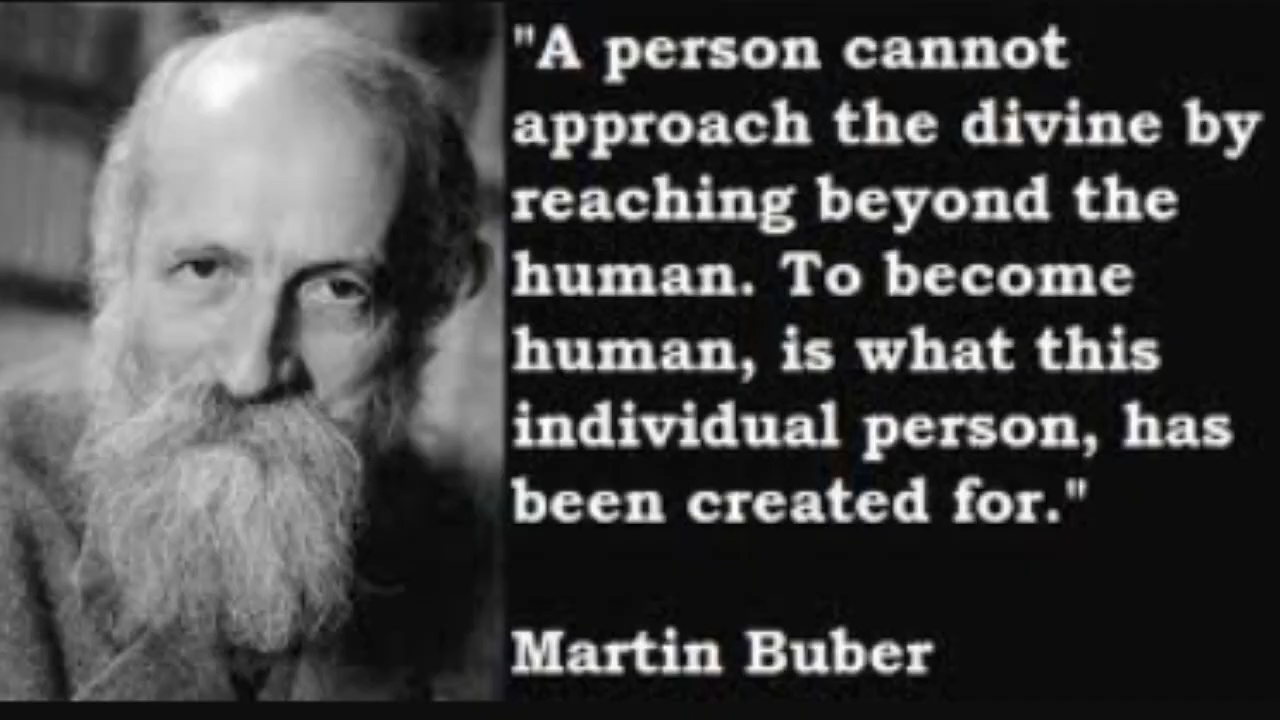 "A person cannot
approach the divine by
reaching beyond the
human. To become
human, is what this
individual person, has
been created for."
Martin Buber